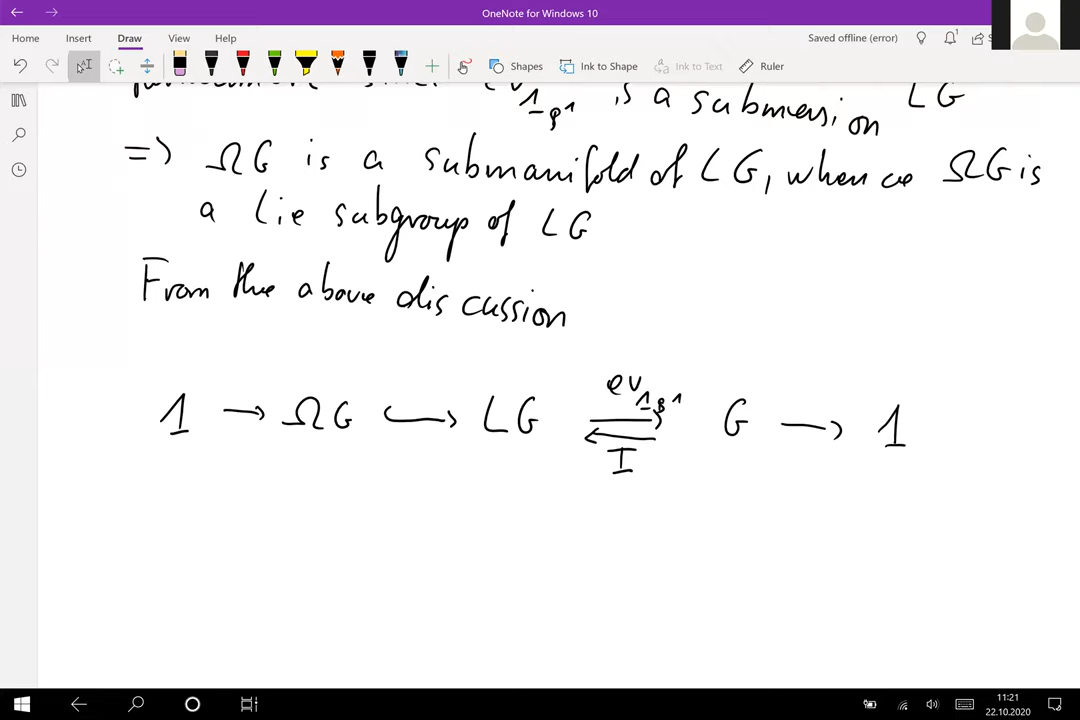 OneNote for Windows 10
Home Insert Draw View Help
Saved offline (error)
Shapes Ink to Shape Ink to Text Ruler
is a submersion LG
=> ΩG is a submanifold of LG, whence ΩG is
a Lie subgroup of LG
From the above discussion
ev_{1_{S^1}}
1 → ΩG ↪ LG ⇄ G → 1
I
11:21
22.10.2020